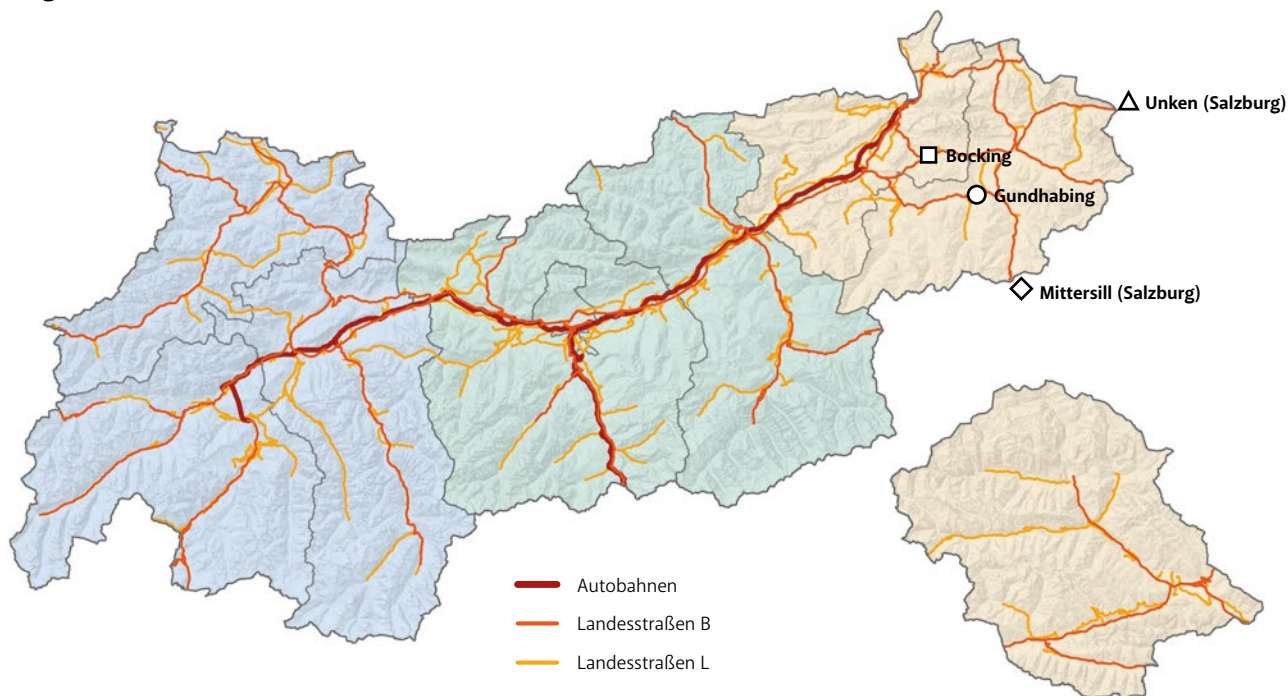 Unken (Salzburg)
Bocking
Gundhabing
Mittersill (Salzburg)
Autobahnen
Landesstraßen B
Landesstraßen L